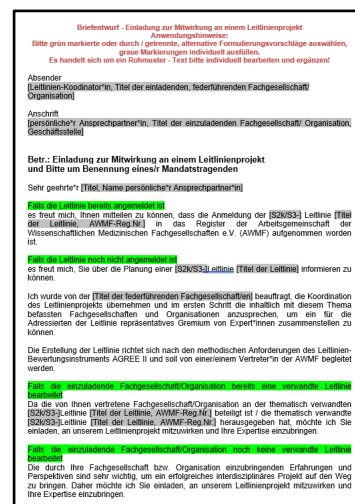 Briefentwurf - Einladung zur Mitwirkung an einem Leitlinienprojekt
Anwendungshinweise:
Bitte grün markierte oder durch / getrennte, alternative Formulierungsvorschläge auswählen,
graue Markierungen individuell ausfüllen.
Es handelt sich um ein Rohmuster - Text bitte individuell bearbeiten und ergänzen!
Absender
[Leitlinien-Koodinator*in, Titel der einladenden, federführenden Fachgesellschaft/
Organisation]
Anschrift
[persönliche*r Ansprechpartner*in, Titel der einzuladenden Fachgesellschaft/ Organisation,
Geschäftsstelle]
Betr.: Einladung zur Mitwirkung an einem Leitlinienprojekt
und Bitte um Benennung eines/r Mandatstragenden
Sehr geehrte*r [Titel, Name persönliche*r Ansprechpartner*in]
Falls die Leitlinie bereits angemeldet ist
es freut mich, Ihnen mitteilen zu können, dass die Anmeldung der [S2k/S3-] Leitlinie [Titel
der Leitlinie, AWMF-Reg.Nr.] in das Register der Arbeitsgemeinschaft der
Wissenschaftlichen Medizinischen Fachgesellschaften e.V. (AWMF) aufgenommen worden
ist.
Falls die Leitlinie noch nicht angemeldet ist
es freut mich, Sie über die Planung einer [S2k/S3-]Leitlinie [Titel der Leitlinie] informieren zu
können.
Ich wurde von der [Titel der federführenden Fachgesellschaft/en] beauftragt, die Koordination
des Leitlinienprojekts übernehmen und im ersten Schritt die inhaltlich mit diesem Thema
befassten Fachgesellschaften und Organisationen anzusprechen, um ein für die
Adressierten der Leitlinie repräsentatives Gremium von Expert*innen zusammenstellen zu
können.
Die Erstellung der Leitlinie richtet sich nach den methodischen Anforderungen des Leitlinien-
Bewertungsinstruments AGREE II und soll von einer/einem Vertreter*in der AWMF begleitet
werden.
Falls die einzuladende Fachgesellschaft/Organisation bereits eine verwandte Leitlinie
bearbeitet
Da die von Ihnen vertretene Fachgesellschaft/Organisation an der thematisch verwandten
[S2k/S3-]Leitlinie [Titel der Leitlinie, AWMF-Reg.Nr.] beteiligt ist / die thematisch verwandte
[S2k/S3-]Leitlinie [Titel der Leitlinie, AWMF-Reg.Nr.] herausgegeben hat, möchte ich Sie
einladen, an unserem Leitlinienprojekt mitzuwirken und Ihre Expertise einzubringen.
Falls die einzuladende Fachgesellschaft/Organisation noch keine verwandte Leitlinie
bearbeitet
Die durch Ihre Fachgesellschaft bzw. Organisation einzubringenden Erfahrungen und
Perspektiven sind sehr wichtig, um ein erfolgreiches interdisziplinäres Projekt auf den Weg
zu bringen. Daher möchte ich Sie einladen, an unserem Leitlinienprojekt mitzuwirken und
Ihre Expertise einzubringen.